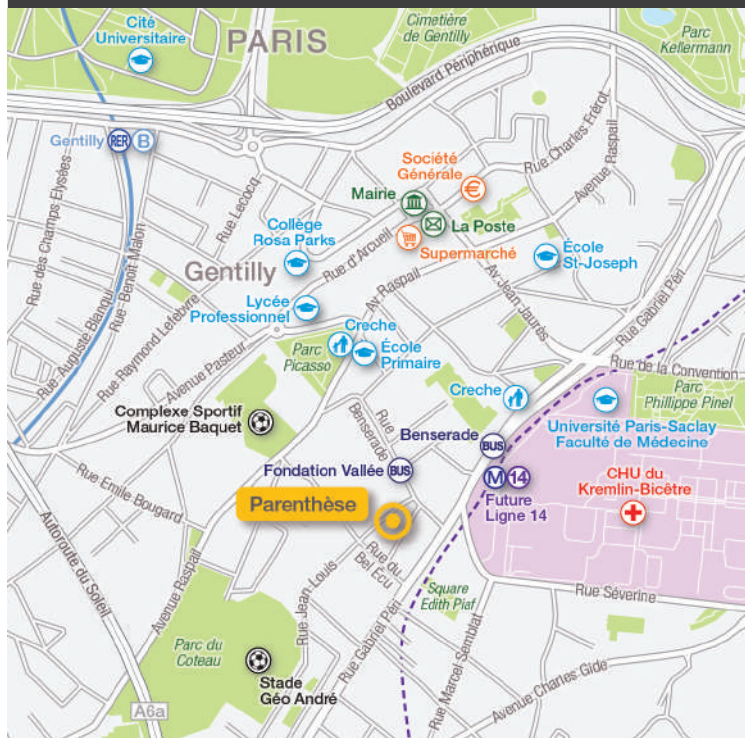 Cité
Universitaire
PARIS
Cimetière
de Gentilly
Parc
Kellermann
Boulevard Périphérique
Gentilly RER B
Société
Générale
€
Rue Charles Frérot
Avenue Raspail
Mairie
La Poste
Supermarché
Rue Lecocq
Collège
Rosa Parks
Rue d'Arcueil
École
St-Joseph
Rue des Champs Elysées
Rue Benoit Malon
Gentilly
Av. Raspail
Av. Jean Jaurès
Rue Gabriel Péri
Lycée
Professionnel
Rue Auguste Blanqui
Rue Raymond Lefebvre
Avenue Pasteur
Parc
Picasso
Creche
École
Primaire
Rue de la Convention
Parc
Phillippe Pinel
Creche
Complexe Sportif
Maurice Baquet
Rue
Benserade
Benserade BUS
Université Paris-Saclay
Faculté de Médecine
Fondation Vallée BUS
M 14
Future
Ligne 14
CHU du
Kremlin-Bicêtre
Rue Emile Bougard
Parenthèse
Autoroute du Soleil
Avenue Raspail
Rue Jean-Louis
Rue du
Bel Écu
Square
Edith Piaf
Rue Séverine
Parc du
Coteau
Rue Gabriel Péri
Rue Marcel Semblat
Stade
Géo André
Avenue Charles Gide
A6a